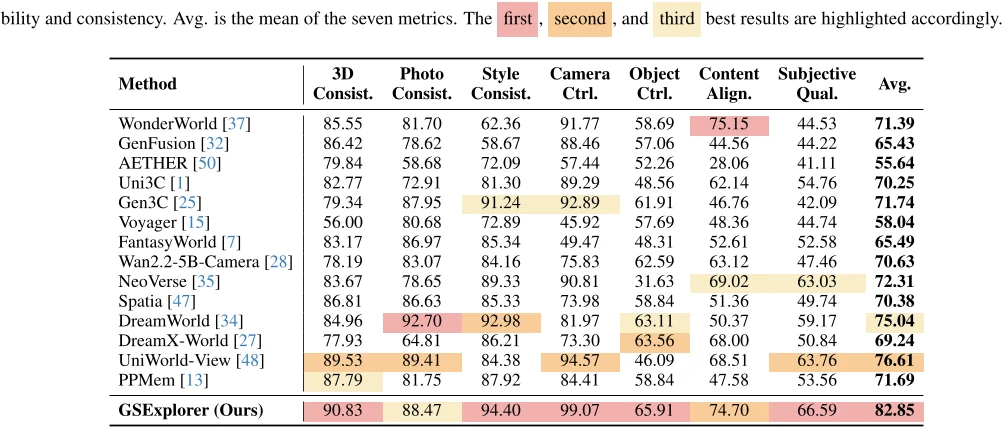 bility and consistency. Avg. is the mean of the seven metrics. The first , second , and third best results are highlighted accordingly.
Method 3D Consist. Photo Consist. Style Consist. Camera Ctrl. Object Ctrl. Content Align. Subjective Qual. Avg.
WonderWorld [37] 85.55 81.70 62.36 91.77 58.69 75.15 44.53 71.39
GenFusion [32] 86.42 78.62 58.67 88.46 57.06 44.56 44.22 65.43
AETHER [50] 79.84 58.68 72.09 57.44 52.26 28.06 41.11 55.64
Uni3C [1] 82.77 72.91 81.30 89.29 48.56 62.14 54.76 70.25
Gen3C [25] 79.34 87.95 91.24 92.89 61.91 46.76 42.09 71.74
Voyager [15] 56.00 80.68 72.89 45.92 57.69 48.36 44.74 58.04
FantasyWorld [7] 83.17 86.97 85.34 49.47 48.31 52.61 52.58 65.49
Wan2.2-5B-Camera [28] 78.19 83.07 84.16 75.83 62.59 63.12 47.46 70.63
NeoVerse [35] 83.67 78.65 89.33 90.81 31.63 69.02 63.03 72.31
Spatia [47] 86.81 86.63 85.33 73.98 58.84 51.36 49.74 70.38
DreamWorld [34] 84.96 92.70 92.98 81.97 63.11 50.37 59.17 75.04
DreamX-World [27] 77.93 64.81 86.21 73.30 63.56 68.00 50.84 69.24
UniWorld-View [48] 89.53 89.41 84.38 94.57 46.09 68.51 63.76 76.61
PPMem [13] 87.79 81.75 87.92 84.41 58.84 47.58 53.56 71.69
GSExplorer (Ours) 90.83 88.47 94.40 99.07 65.91 74.70 66.59 82.85